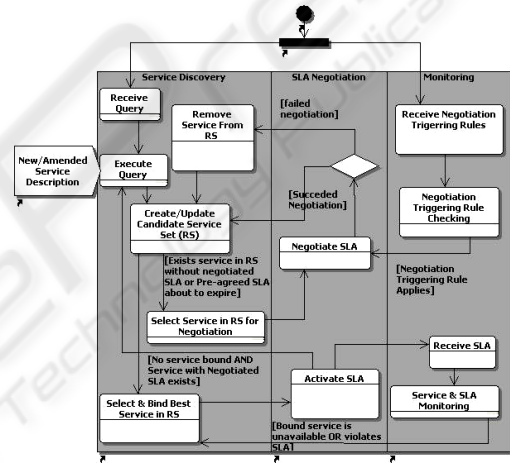 Service Discovery
SLA Negotiation
Monitoring
Receive
Query
Remove
Service From
RS
[failed
negotiation]
Receive Negotiation
Trigerring Rules
New/Amended
Service
Description
Execute
Query
Create/Update
Candidate Service
Set (RS)
[Succeded
Negotiation]
Negotiation
Triggering Rule
Checking
Negotiate SLA
[Exists service in RS
without negotiated
SLA or Pre-agreed SLA
about to expire]
[Negotiation
Triggering Rule
Applies]
Select Service in RS for
Negotiation
Receive SLA
[No service bound AND
Service with Negotiated
SLA exists]
Activate SLA
Select & Bind Best
Service in RS
Service & SLA
Monitoring
[Bound service is
unavailable OR violates
SLA]